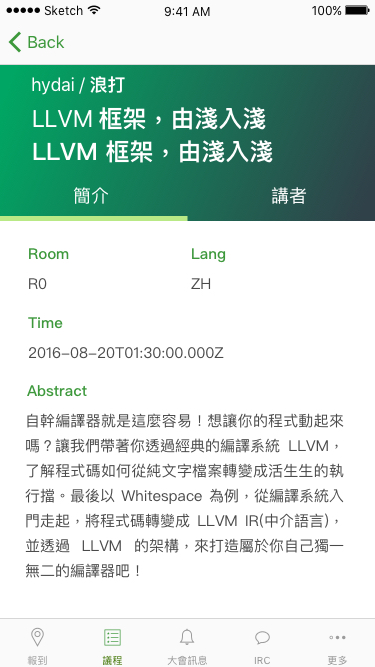 Sketch
9:41 AM
100%
Back
hydai / 浪打
LLVM 框架，由淺入淺
LLVM 框架，由淺入淺
簡介
講者
Room
Lang
R0
ZH
Time
2016-08-20T01:30:00.000Z
Abstract
自幹編譯器就是這麼容易！想讓你的程式動起來
嗎？讓我們帶著你透過經典的編譯系統 LLVM，
了解程式碼如何從純文字檔案轉變成活生生的執
行擋。最後以 Whitespace 為例，從編譯系統入
門走起，將程式碼轉變成 LLVM IR(中介語言)，
並透過 LLVM 的架構，來打造屬於你自己獨一
無二的編譯器吧！
報到
議程
大會訊息
IRC
更多